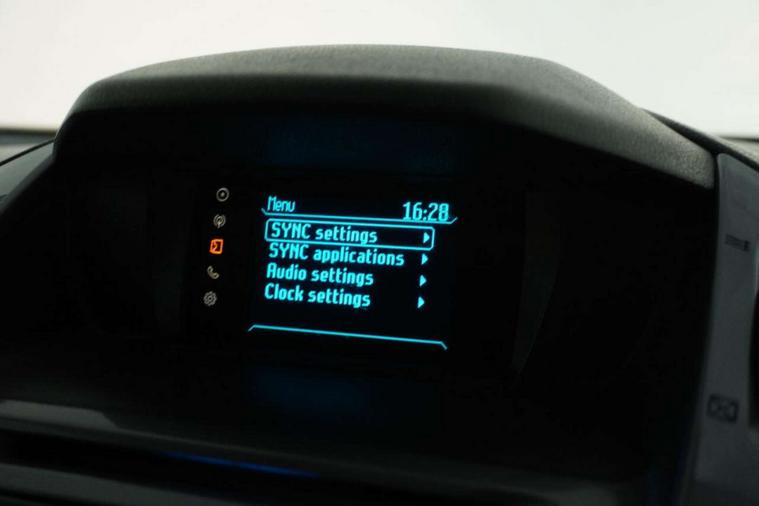 Menu 16:28
SYNC settings
SYNC applications
Audio settings
Clock settings